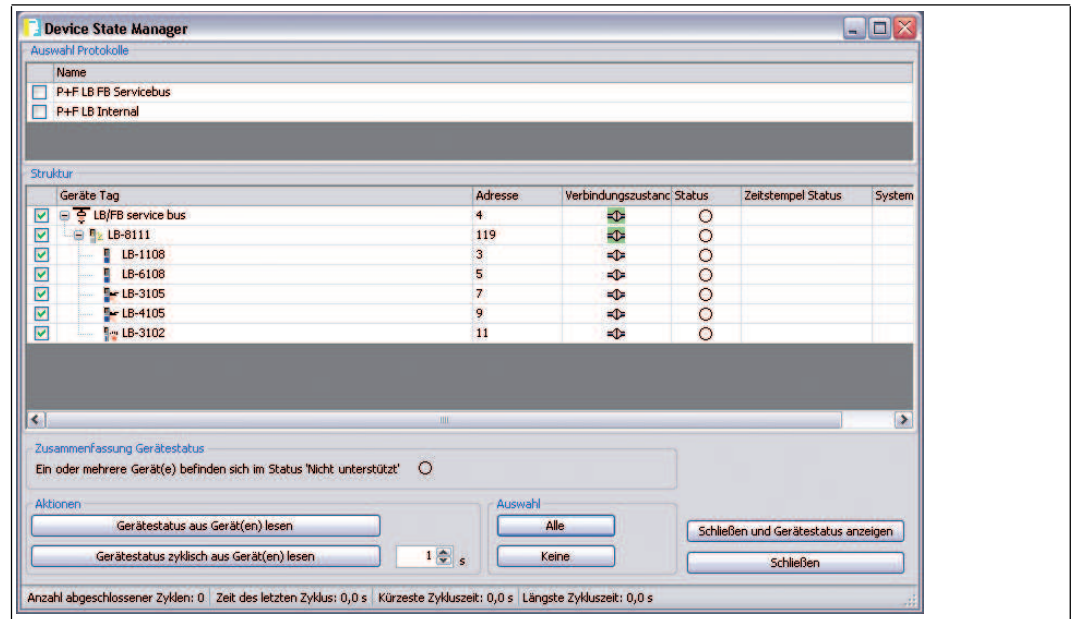 Device State Manager
Auswahl Protokolle
Name
P+F LB FB Servicebus
P+F LB Internal
Struktur
Geräte Tag Adresse Verbindungszustanc Status Zeitstempel Status System
LB/FB service bus 4
LB-8111 119
LB-1108 3
LB-6108 5
LB-3105 7
LB-4105 9
LB-3102 11
Zusammenfassung Gerätestatus
Ein oder mehrere Gerät(e) befinden sich im Status 'Nicht unterstützt'
Aktionen Auswahl
Gerätestatus aus Gerät(en) lesen Alle Schließen und Gerätestatus anzeigen
Gerätestatus zyklisch aus Gerät(en) lesen 1 s Keine Schließen
Anzahl abgeschlossener Zyklen: 0 Zeit des letzten Zyklus: 0,0 s Kürzeste Zykluszeit: 0,0 s Längste Zykluszeit: 0,0 s